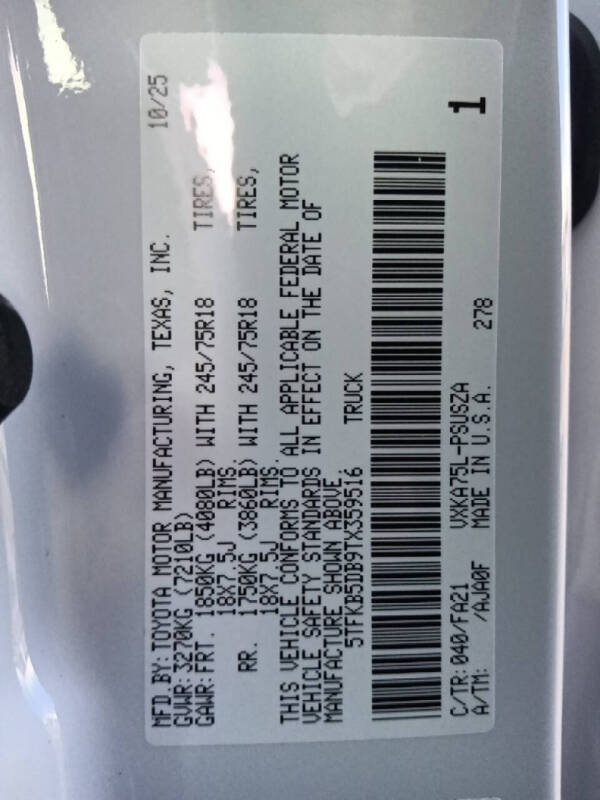 MFD.BY:TOYOTA MOTOR MANUFACTURING, TEXAS, INC. 10/25
GVWR:3270KG (7210LB)
GAWR:FRT. 1850KG (4080LB) WITH 245/75R18 TIRES,
18X7.5J RIMS.
RR. 1750KG (3860LB) WITH 245/75R18 TIRES,
18X7.5J RIMS.
THIS VEHICLE CONFORMS TO ALL APPLICABLE FEDERAL MOTOR
VEHICLE SAFETY STANDARDS IN EFFECT ON THE DATE OF
MANUFACTURE SHOWN ABOVE.
5TFKB5DB9TX359516 TRUCK
C/TR:040/FA21 VXKA75L-PSUSZA 1
A/TM: /AJA0F MADE IN U.S.A. 278